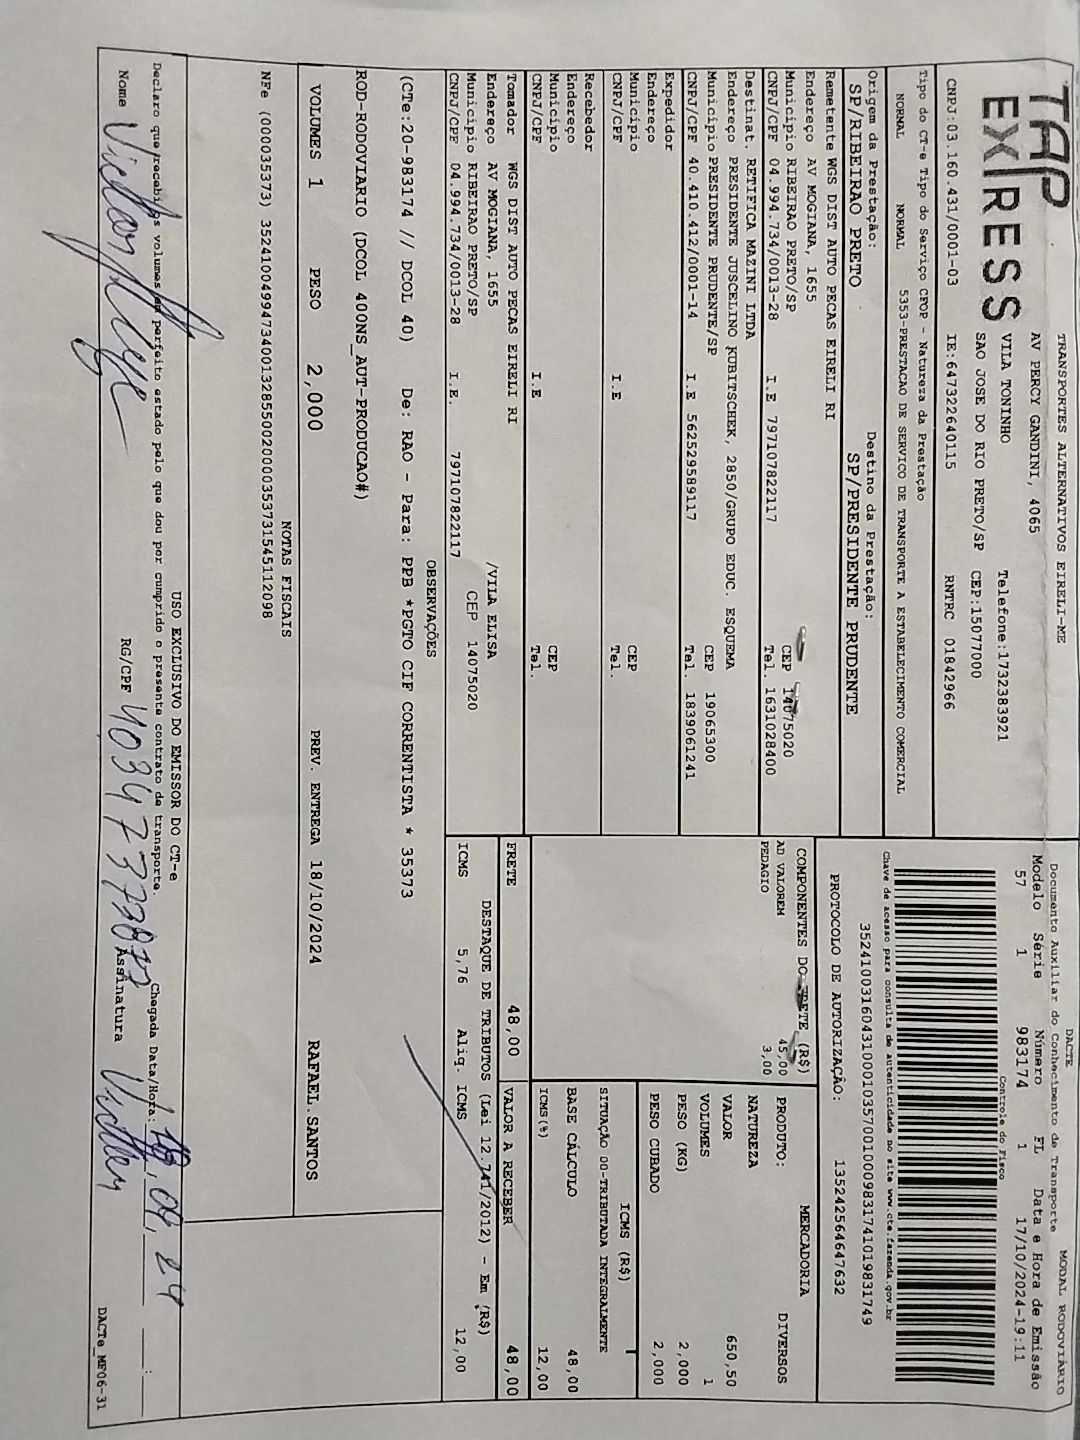 TAP
EXPRESS
TRANSPORTES ALTERNATIVOS EIRELI-ME
AV PERCY GANDINI, 4065
VILA TONINHO Telefone:1732383921
SAO JOSE DO RIO PRETO/SP CEP:15077000
CNPJ:03.160.431/0001-03 IE:647322640115 RNTRC 01842966
Tipo do CT-e Tipo do Serviço CFOP - Natureza da Prestação
NORMAL NORMAL 5353-PRESTACAO DE SERVICO DE TRANSPORTE A ESTABELECIMENTO COMERCIAL
Origem da Prestação: Destino da Prestação:
SP/RIBEIRAO PRETO SP/PRESIDENTE PRUDENTE
Remetente WGS DIST AUTO PECAS EIRELI RI
Endereço AV MOGIANA, 1655
Município RIBEIRAO PRETO/SP CEP 14075020
CNPJ/CPF 04.994.734/0013-28 I.E 797107822117 Tel. 1631028400
Destinat. RETIFICA MAZINI LTDA
Endereço PRESIDENTE JUSCELINO KUBITSCHEK, 2850/GRUPO EDUC. ESQUEMA
Município PRESIDENTE PRUDENTE/SP CEP 19065300
CNPJ/CPF 40.410.412/0001-14 I.E 562529589117 Tel. 1839061241
Expedidor
Endereço
Município CEP
CNPJ/CPF I.E Tel.
Recebedor
Endereço
Município CEP
CNPJ/CPF I.E Tel.
Tomador WGS DIST AUTO PECAS EIRELI RI
Endereço AV MOGIANA, 1655 /VILA ELISA
Município RIBEIRAO PRETO/SP CEP 14075020
CNPJ/CPF 04.994.734/0013-28 I.E. 797107822117
DACTE MODAL RODOVIÁRIO
Documento Auxiliar do Conhecimento de Transporte
Modelo Série Número FL Data e Hora de Emissão
57 1 983174 1 17/10/2024-19:11
Controle do Fisco
Chave de acesso para consulta de autenticidade no site www.cte.fazenda.gov.br
35241003160431000103570010009831741019831749
PROTOCOLO DE AUTORIZAÇÃO: 135242564647632
COMPONENTES DO FRETE (R$)
AD VALOREM 45,00
PEDAGIO 3,00
MERCADORIA
PRODUTO: DIVERSOS
NATUREZA
VALOR 650,50
VOLUMES 1
PESO (KG) 2,000
PESO CUBADO 2,000
ICMS (R$)
SITUAÇÃO 00-TRIBUTADA INTEGRALMENTE
BASE CÁLCULO 48,00
ICMS(%) 12,00
FRETE 48,00 VALOR A RECEBER 48,00
DESTAQUE DE TRIBUTOS (Lei 12.741/2012) - Em (R$)
ICMS 5,76 Aliq. ICMS 12,00
OBSERVAÇÕES
(CTe:20-983174 // DCOL 40) De: RAO - Para: PPB *PGTO CIF CORRENTISTA * 35373
ROD-RODOVIARIO (DCOL 400NS_AUT-PRODUCAO#)
VOLUMES 1 PESO 2,000 PREV. ENTREGA 18/10/2024 RAFAEL.SANTOS
NOTAS FISCAIS
NFe (000035373) 35241004994734001328550020000353731545112098
USO EXCLUSIVO DO EMISSOR DO CT-e
Declaro que recebi os volumes em perfeito estado pelo que dou por cumprido o presente contrato de transporte. Chegada Data/Hora:
Nome RG/CPF 40347373877 Assinatura
DACTe_MF06-31